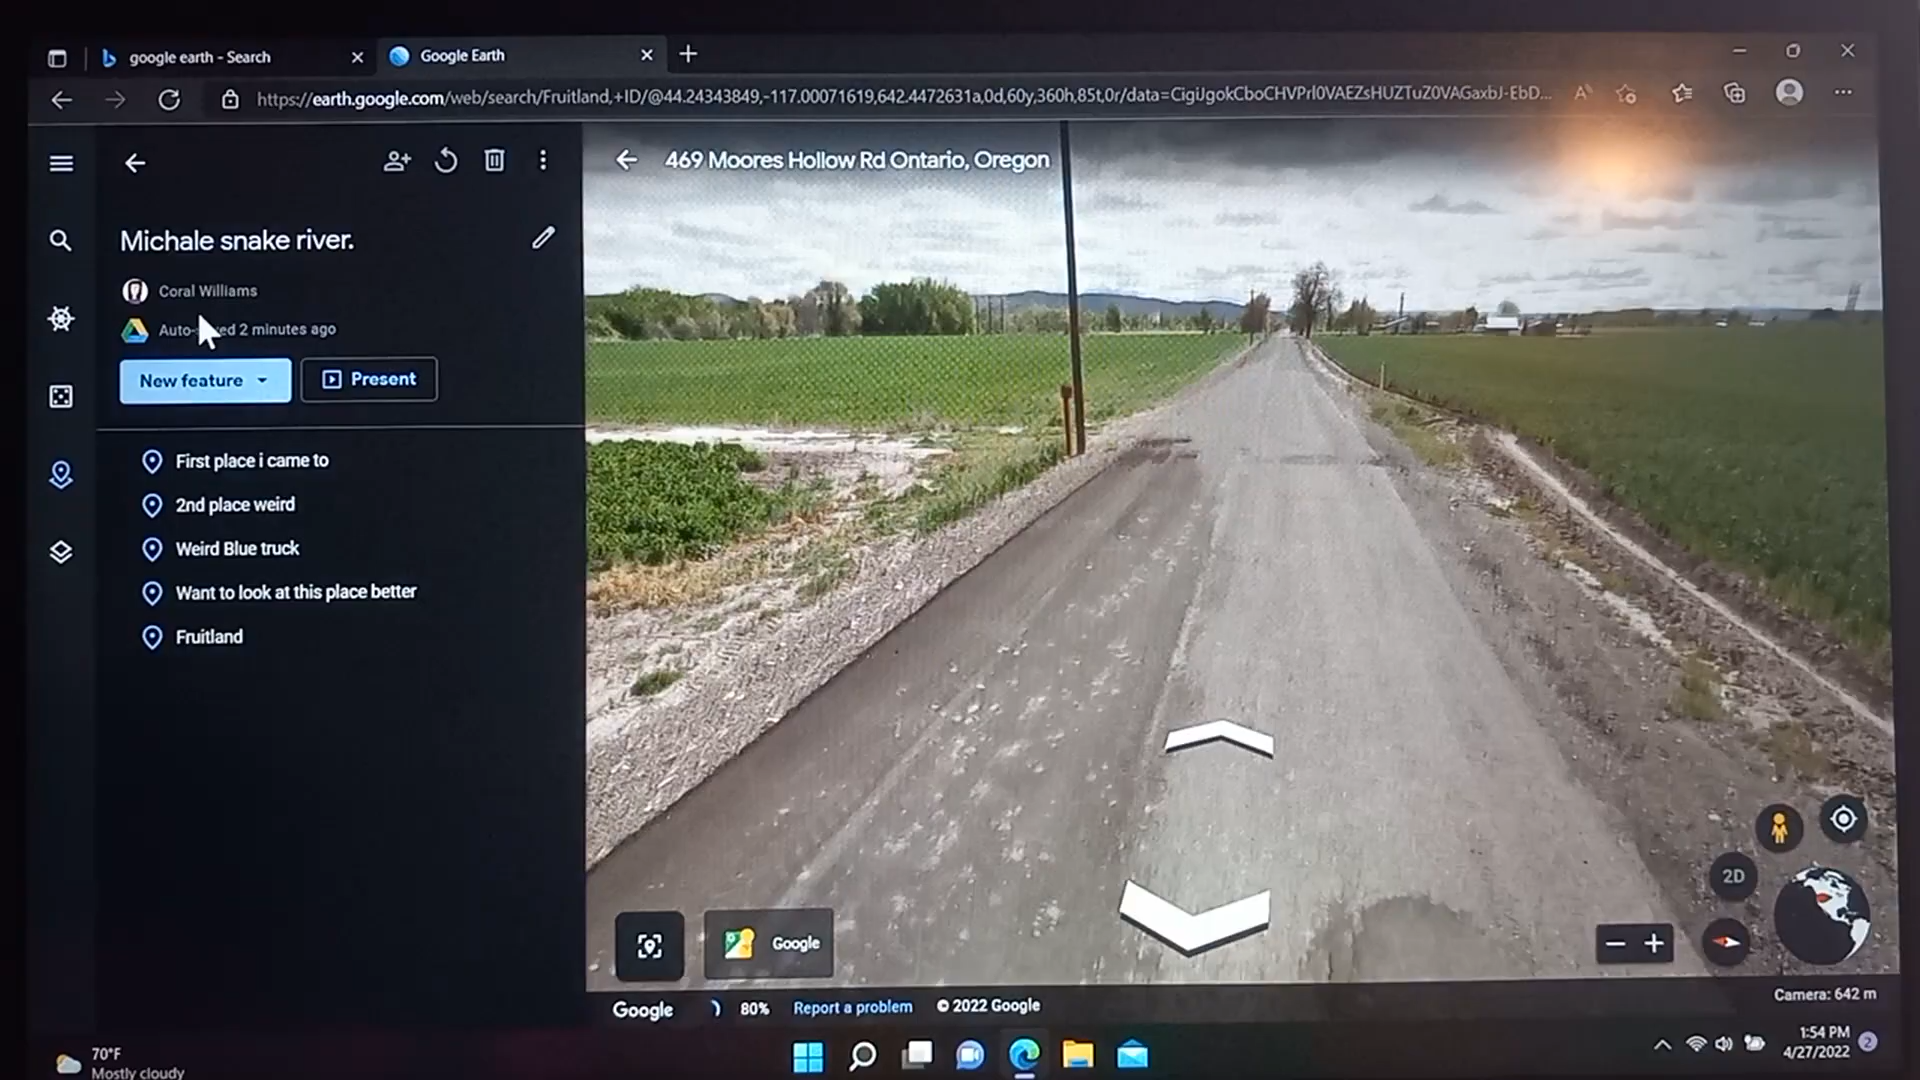 google earth - Search
Google Earth
https://earth.google.com/web/search/Fruitland,+ID/@44.24343849,-117.00071619,642.4472631a,0d,60y,360h,85t,0r/data=
469 Moores Hollow Rd Ontario, Oregon
Michale snake river.
Coral Williams
2 minutes ago
New feature
Present
First place i came to
2nd place weird
Weird Blue truck
Want to look at this place better
Fruitland
2D
Google
Google
80%
Report a problem
© 2022 Google
Camera: 642 m
70°F
Mostly cloudy
1:54 PM
4/27/2022
2